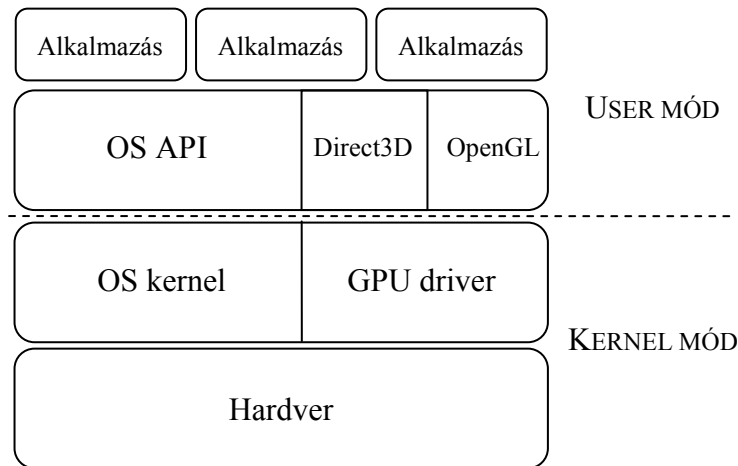 Alkalmazás Alkalmazás Alkalmazás
USER MÓD
OS API Direct3D OpenGL
OS kernel GPU driver
KERNEL MÓD
Hardver